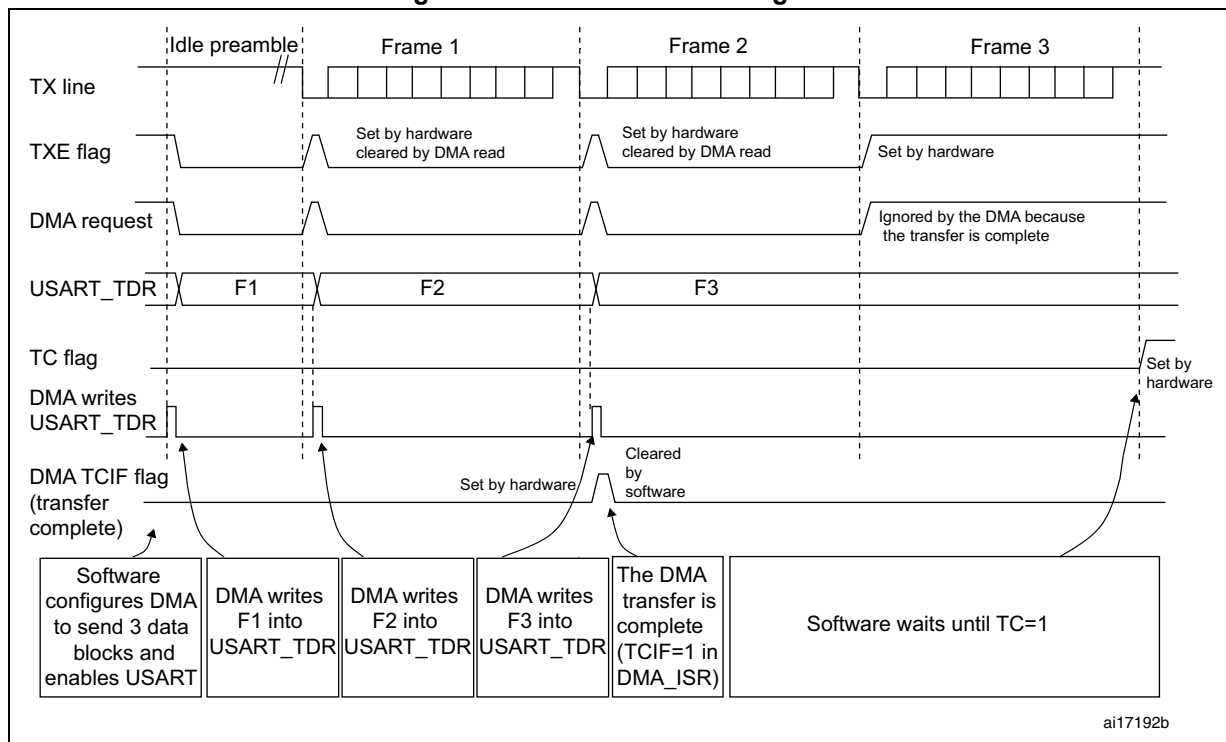 Idle preamble
Frame 1
Frame 2
Frame 3
TX line
TXE flag
Set by hardware
cleared by DMA read
Set by hardware
cleared by DMA read
Set by hardware
DMA request
Ignored by the DMA because
the transfer is complete
USART_TDR
F1
F2
F3
TC flag
Set by
hardware
DMA writes
USART_TDR
DMA TCIF flag
(transfer
complete)
Set by hardware
Cleared
by
software
Software
configures DMA
to send 3 data
blocks and
enables USART
DMA writes
F1 into
USART_TDR
DMA writes
F2 into
USART_TDR
DMA writes
F3 into
USART_TDR
The DMA
transfer is
complete
(TCIF=1 in
DMA_ISR)
Software waits until TC=1
ai17192b